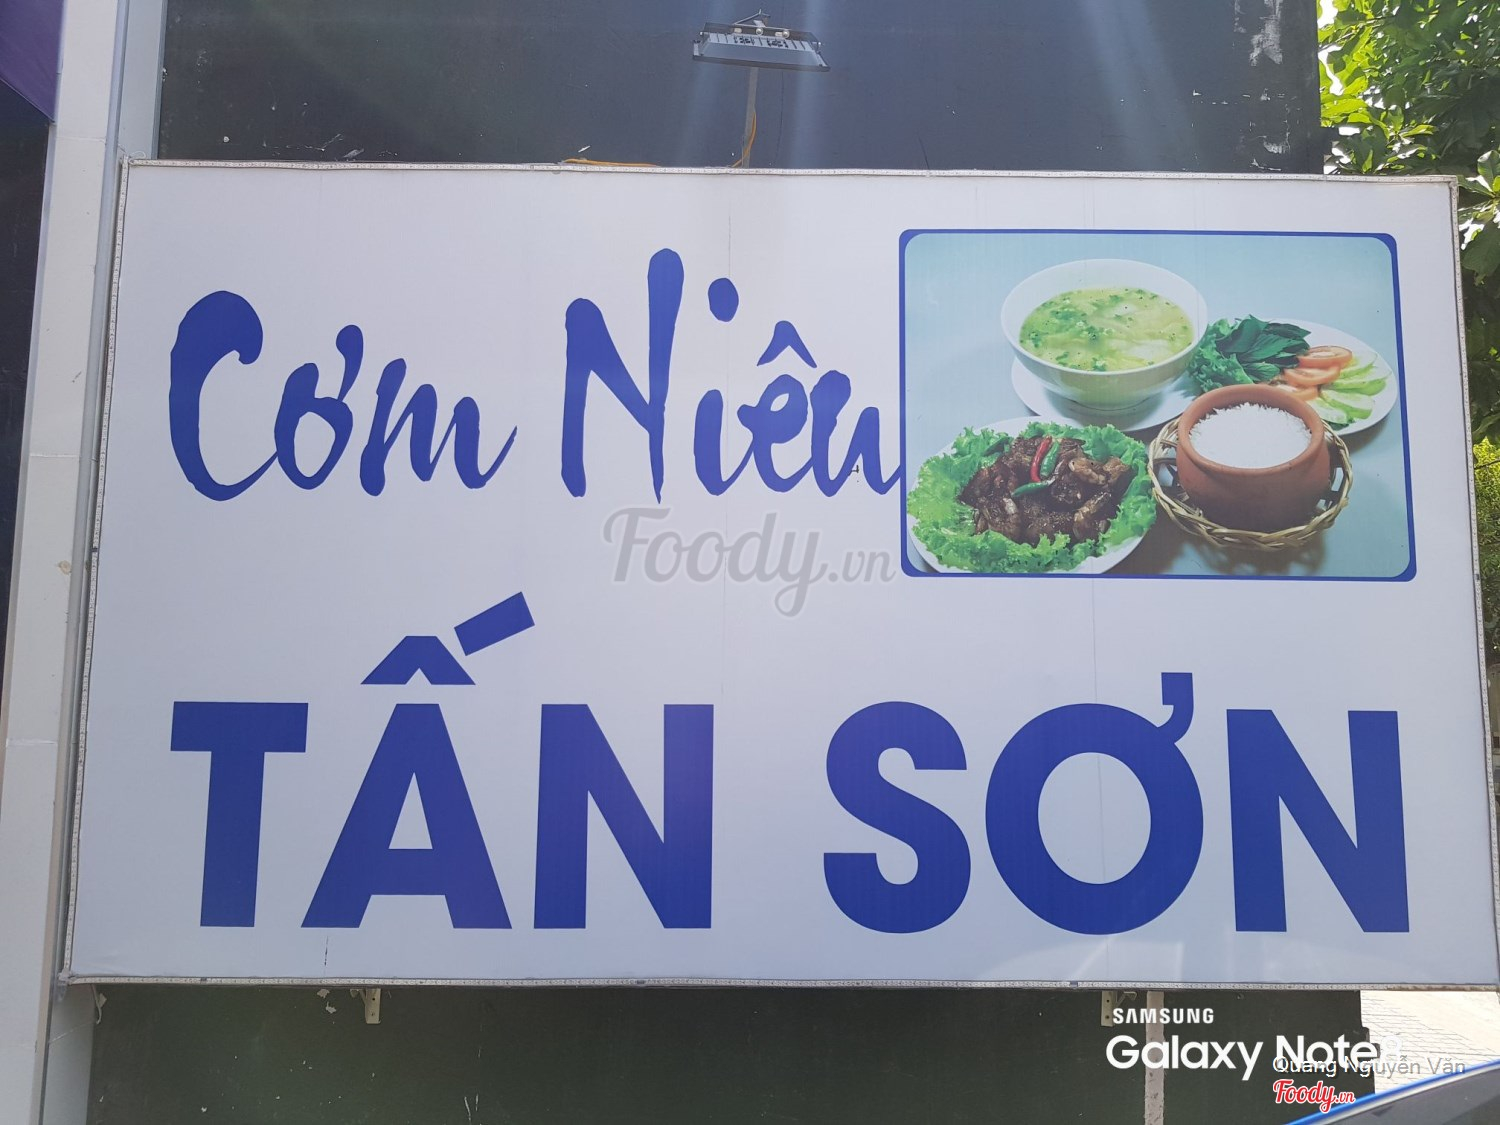 Cơm Niêu
Foody.vn
TẤN SƠN
SAMSUNG
Galaxy Note8
Quang Nguyễn Văn
Foody.vn